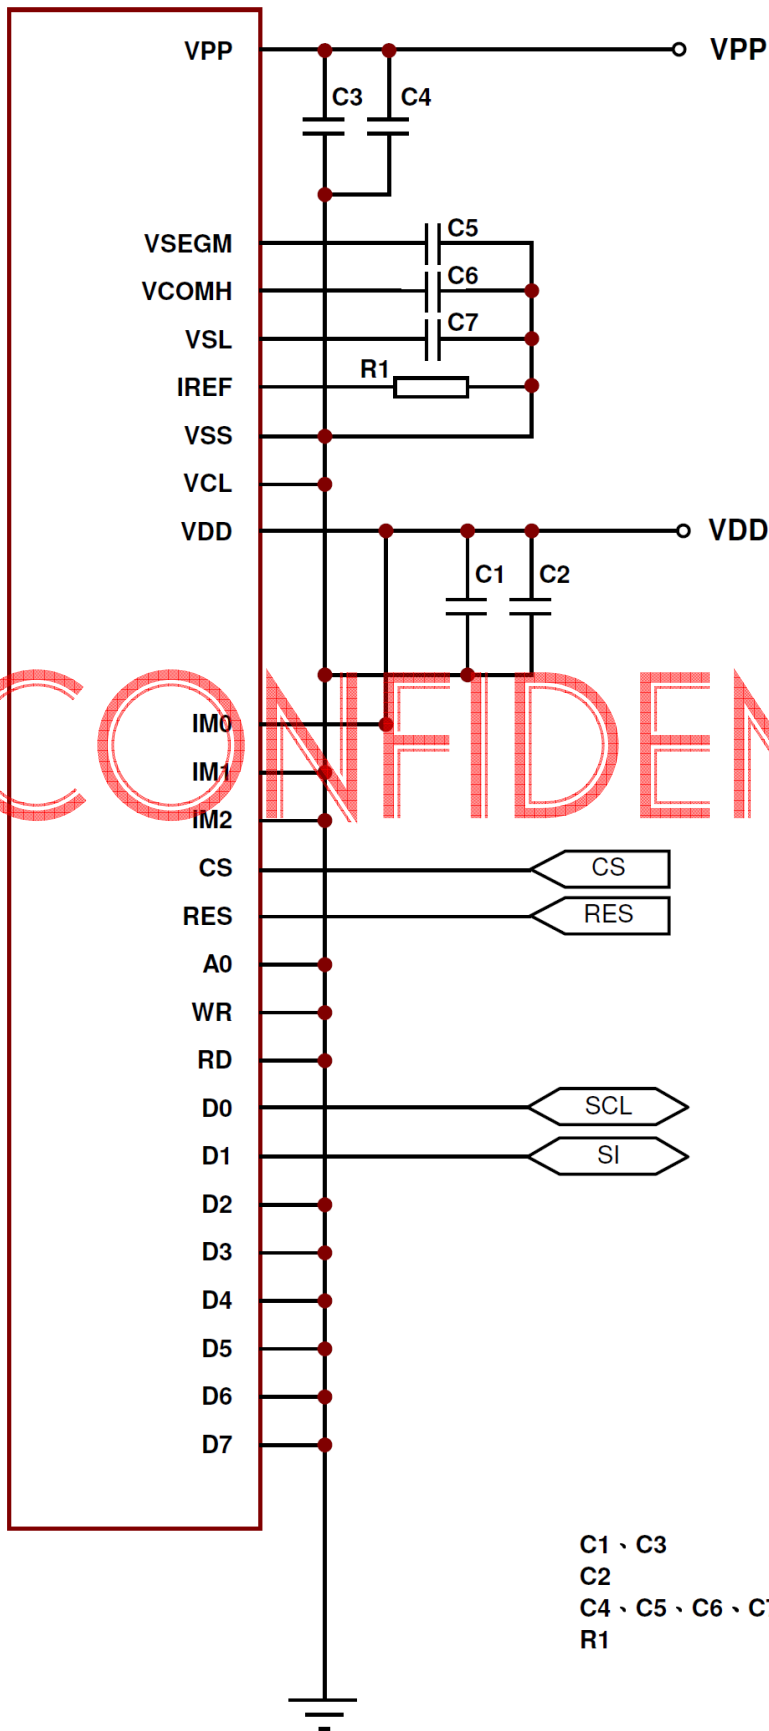 VPP
VPP
C3
C4
VSEGM
C5
VCOMH
C6
VSL
C7
IREF
R1
VSS
VCL
VDD
VDD
C1
C2
CONFIDEN
IM0
IM1
IM2
CS
CS
RES
RES
A0
WR
RD
D0
SCL
D1
SI
D2
D3
D4
D5
D6
D7
C1、C3
C2
C4、C5、C6、C7
R1